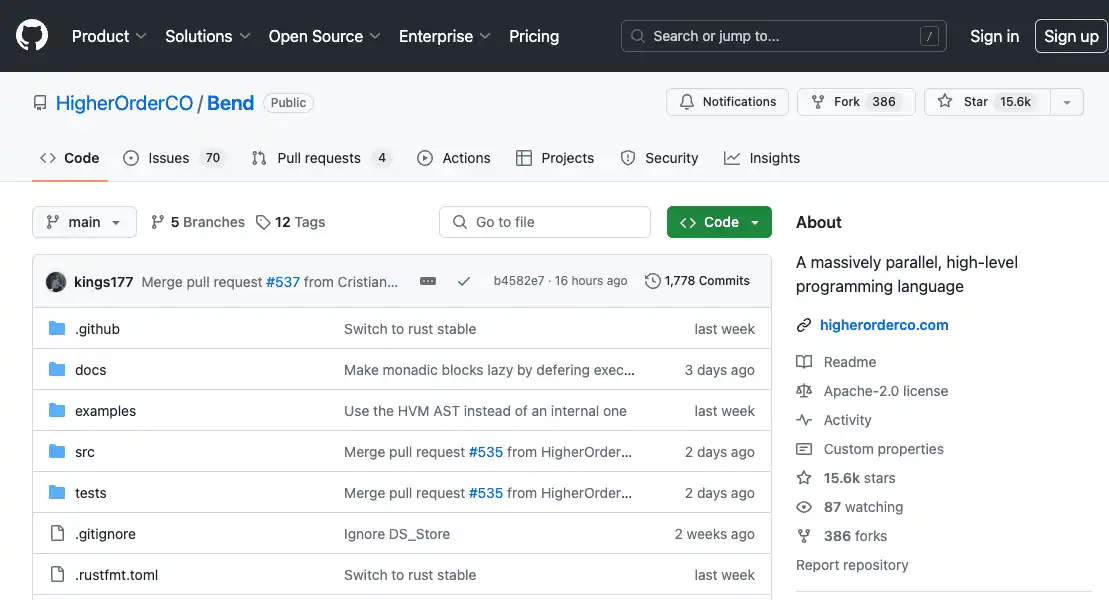 Product Solutions Open Source Enterprise Pricing Search or jump to... / Sign in Sign up
HigherOrderCO / Bend Public Notifications Fork 386 Star 15.6k
Code Issues 70 Pull requests 4 Actions Projects Security Insights
main 5 Branches 12 Tags Go to file Code
kings177 Merge pull request #537 from Cristian... b4582e7 · 16 hours ago 1,778 Commits
.github Switch to rust stable last week
docs Make monadic blocks lazy by defering exec... 3 days ago
examples Use the HVM AST instead of an internal one last week
src Merge pull request #535 from HigherOrder... 2 days ago
tests Merge pull request #535 from HigherOrder... 2 days ago
.gitignore Ignore DS_Store 2 weeks ago
.rustfmt.toml Switch to rust stable last week
About
A massively parallel, high-level
programming language
higherorderco.com
Readme
Apache-2.0 license
Activity
Custom properties
15.6k stars
87 watching
386 forks
Report repository